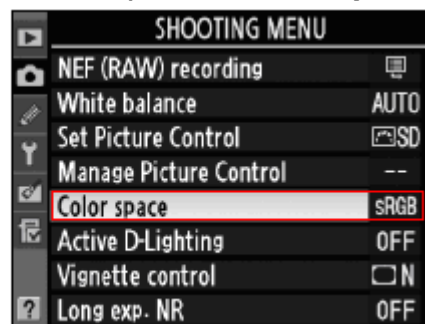 SHOOTING MENU
NEF (RAW) recording
White balance AUTO
Set Picture Control SD
Manage Picture Control --
Color space sRGB
Active D-Lighting OFF
Vignette control N
Long exp. NR OFF
?